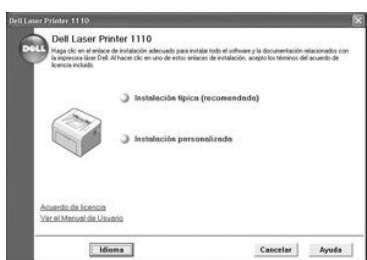 Dell Laser Printer 1110
DELL
Dell Laser Printer 1110
Haga clic en el enlace de instalación adecuado para instalar todo el software y la documentación relacionados con
la impresora láser Dell. Al hacer clic en uno de estos enlaces de instalación, acepto los términos del acuerdo de
licencia incluido.
Instalación típica (recomendada)
Instalación personalizada
Acuerdo de licencia
Ver el Manual de Usuario
Idioma
Cancelar
Ayuda